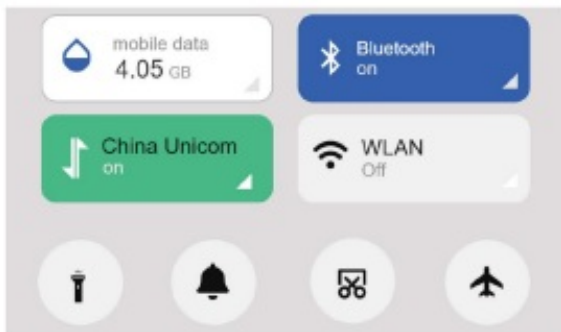 mobile data
4.05 GB
Bluetooth
on
China Unicom
on
WLAN
Off